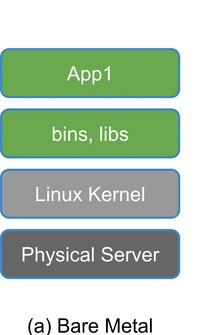 App1
bins, libs
Linux Kernel
Physical Server
(a) Bare Metal